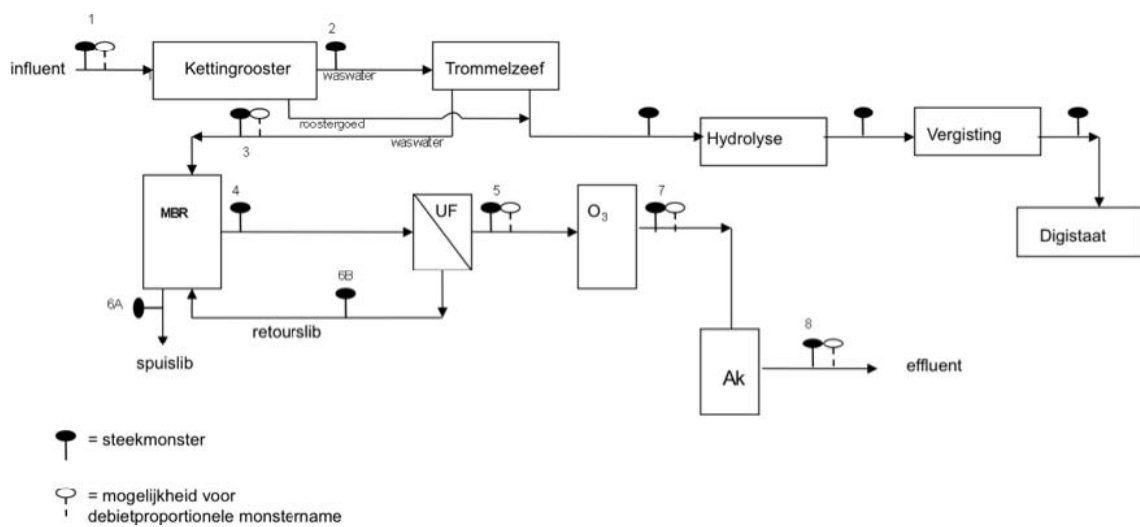 1
2
influent
Kettingrooster
waswater
Trommelzeef
roostergoed
3
waswater
Hydrolyse
Vergisting
Digistaat
MBR
4
UF
5
O3
7
6A
6B
retourslib
spuislib
Ak
8
effluent
= steekmonster
= mogelijkheid voor
debietproportionele monstername